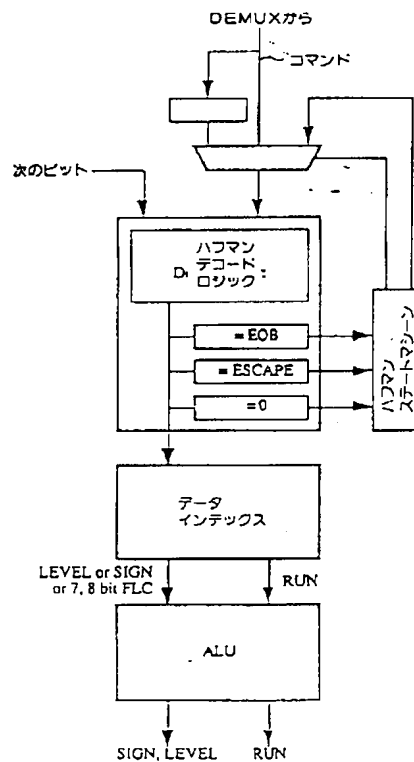 DEMUXから
コマンド
次のビット
ハフマン
デコード
ロジック
= EOB
= ESCAPE
= 0
ハフマン
ステートマシーン
データ
インデックス
LEVEL or SIGN
or 7, 8 bit FLC
RUN
ALU
SIGN, LEVEL
RUN